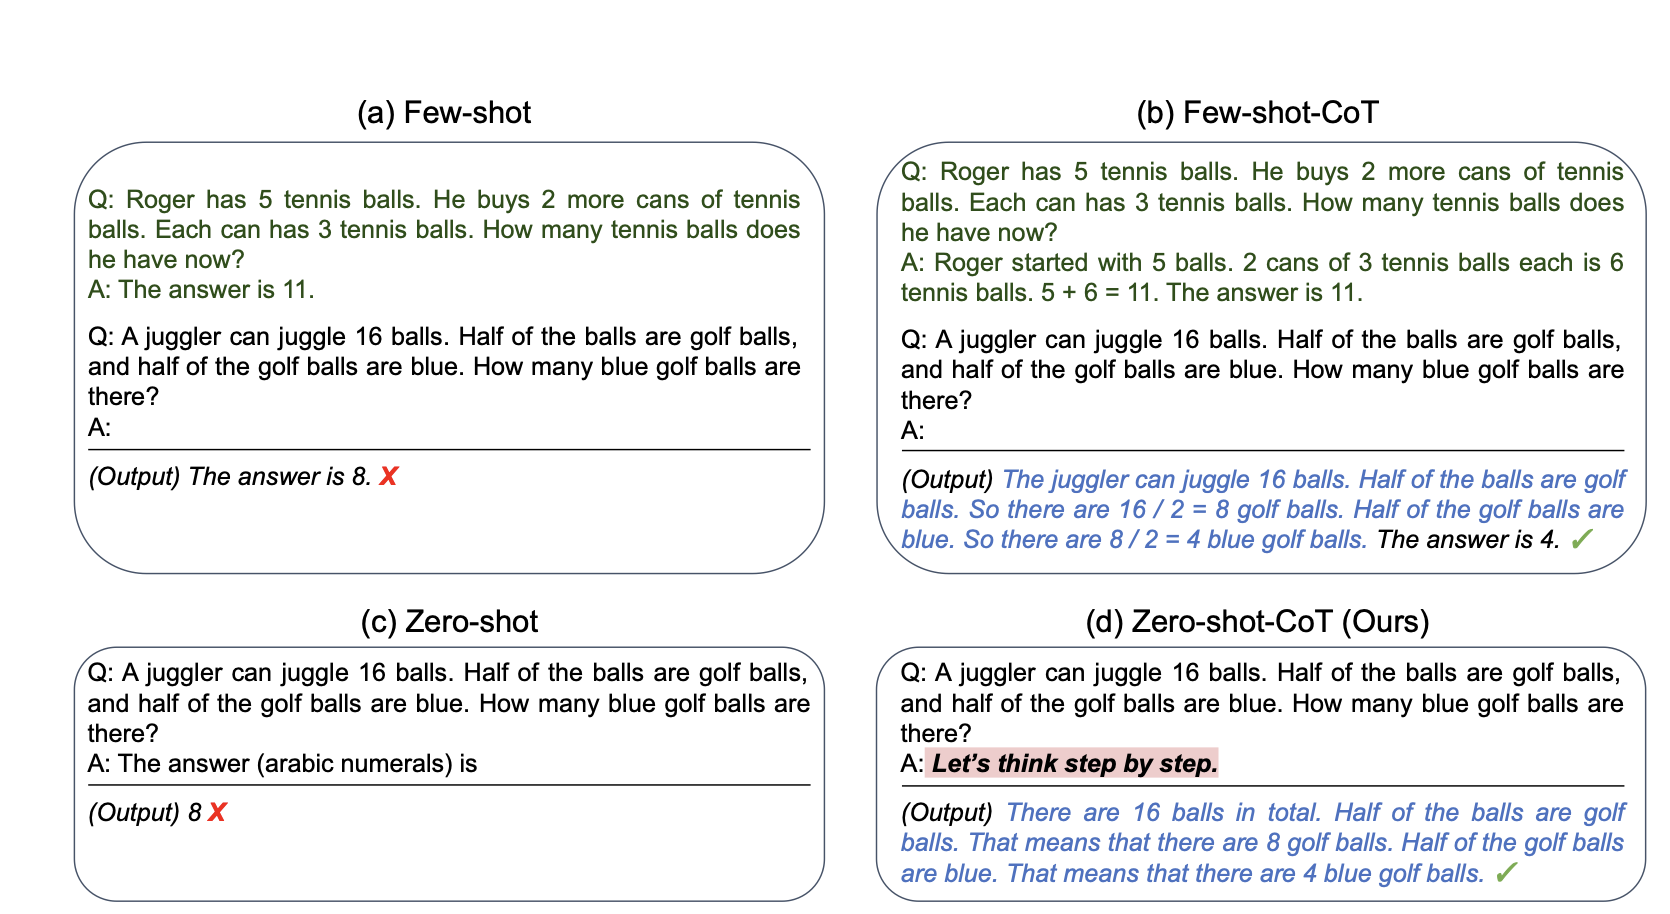 (a) Few-shot
Q: Roger has 5 tennis balls. He buys 2 more cans of tennis
balls. Each can has 3 tennis balls. How many tennis balls does
he have now?
A: The answer is 11.
Q: A juggler can juggle 16 balls. Half of the balls are golf balls,
and half of the golf balls are blue. How many blue golf balls are
there?
A:
(Output) The answer is 8. X
(b) Few-shot-CoT
Q: Roger has 5 tennis balls. He buys 2 more cans of tennis
balls. Each can has 3 tennis balls. How many tennis balls does
he have now?
A: Roger started with 5 balls. 2 cans of 3 tennis balls each is 6
tennis balls. 5 + 6 = 11. The answer is 11.
Q: A juggler can juggle 16 balls. Half of the balls are golf balls,
and half of the golf balls are blue. How many blue golf balls are
there?
A:
(Output) The juggler can juggle 16 balls. Half of the balls are golf
balls. So there are 16 / 2 = 8 golf balls. Half of the golf balls are
blue. So there are 8 / 2 = 4 blue golf balls. The answer is 4. ✓
(c) Zero-shot
Q: A juggler can juggle 16 balls. Half of the balls are golf balls,
and half of the golf balls are blue. How many blue golf balls are
there?
A: The answer (arabic numerals) is
(Output) 8 X
(d) Zero-shot-CoT (Ours)
Q: A juggler can juggle 16 balls. Half of the balls are golf balls,
and half of the golf balls are blue. How many blue golf balls are
there?
A: Let’s think step by step.
(Output) There are 16 balls in total. Half of the balls are golf
balls. That means that there are 8 golf balls. Half of the golf balls
are blue. That means that there are 4 blue golf balls. ✓